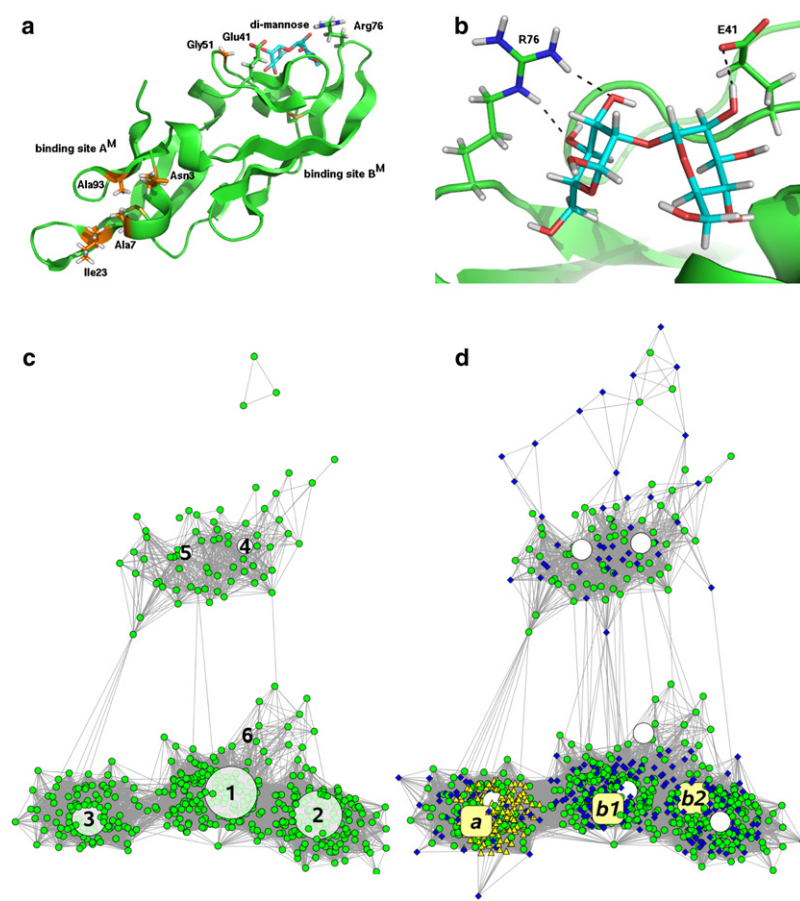 a
di-mannose
Arg76
Glu41
Gly51
binding site A^M
binding site B^M
Ala93
Asn3
Ala7
Ile23
b
R76
E41
c
5
4
6
1
2
3
d
a
b1
b2